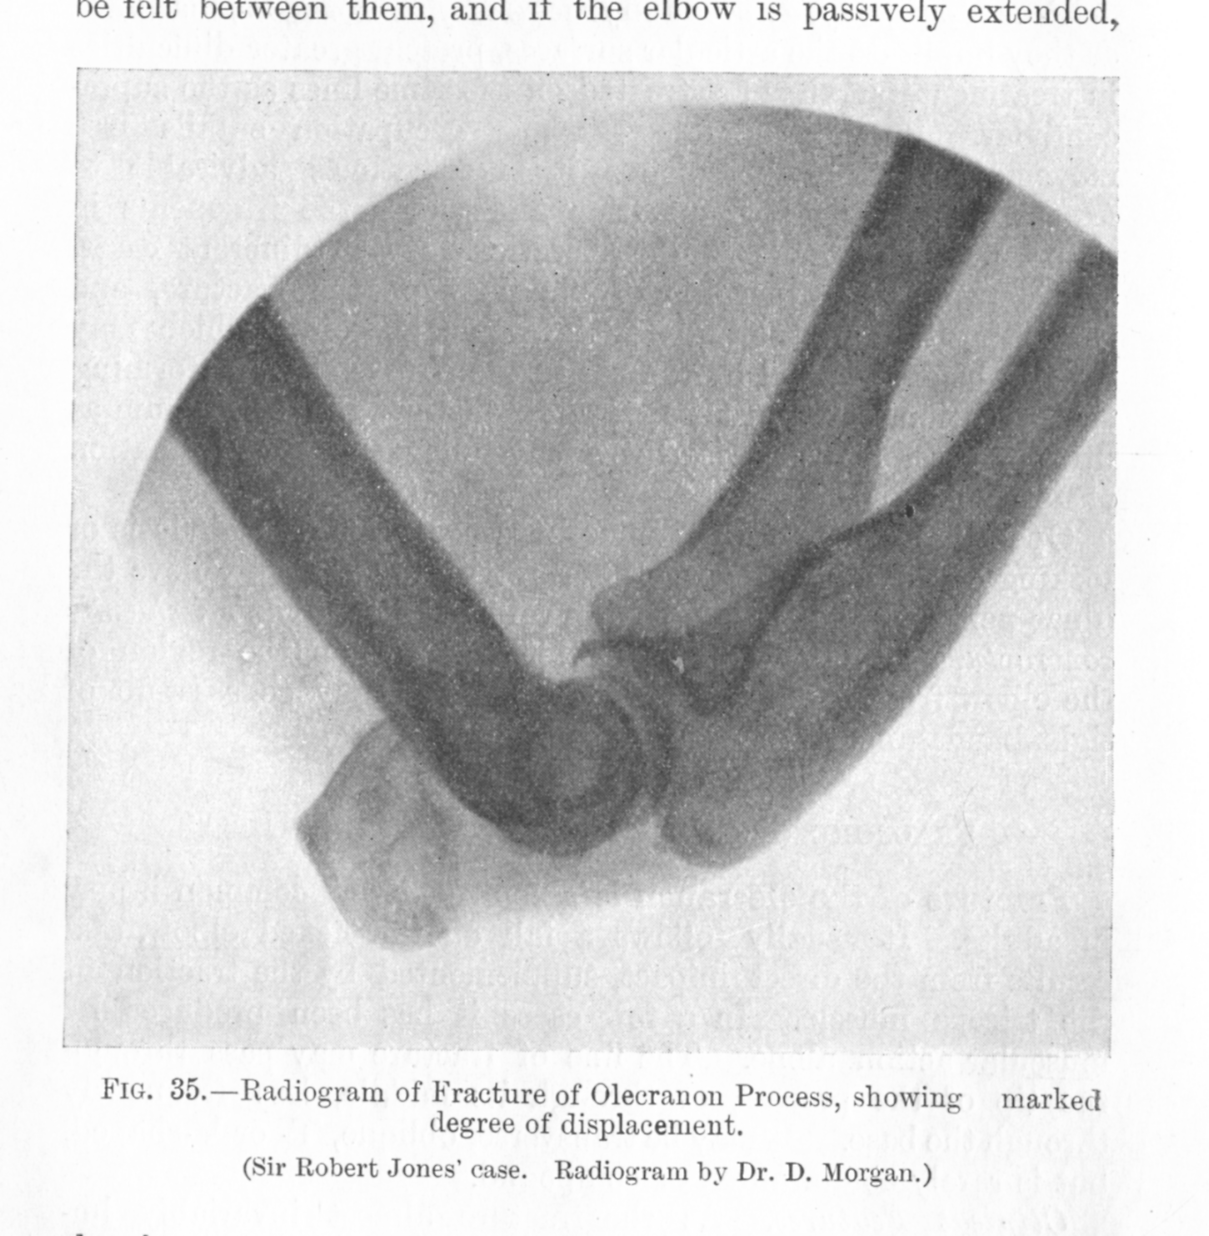 be felt between them, and if the elbow is passively extended,
FIG. 35.—Radiogram of Fracture of Olecranon Process, showing marked
degree of displacement.
(Sir Robert Jones' case. Radiogram by Dr. D. Morgan.)